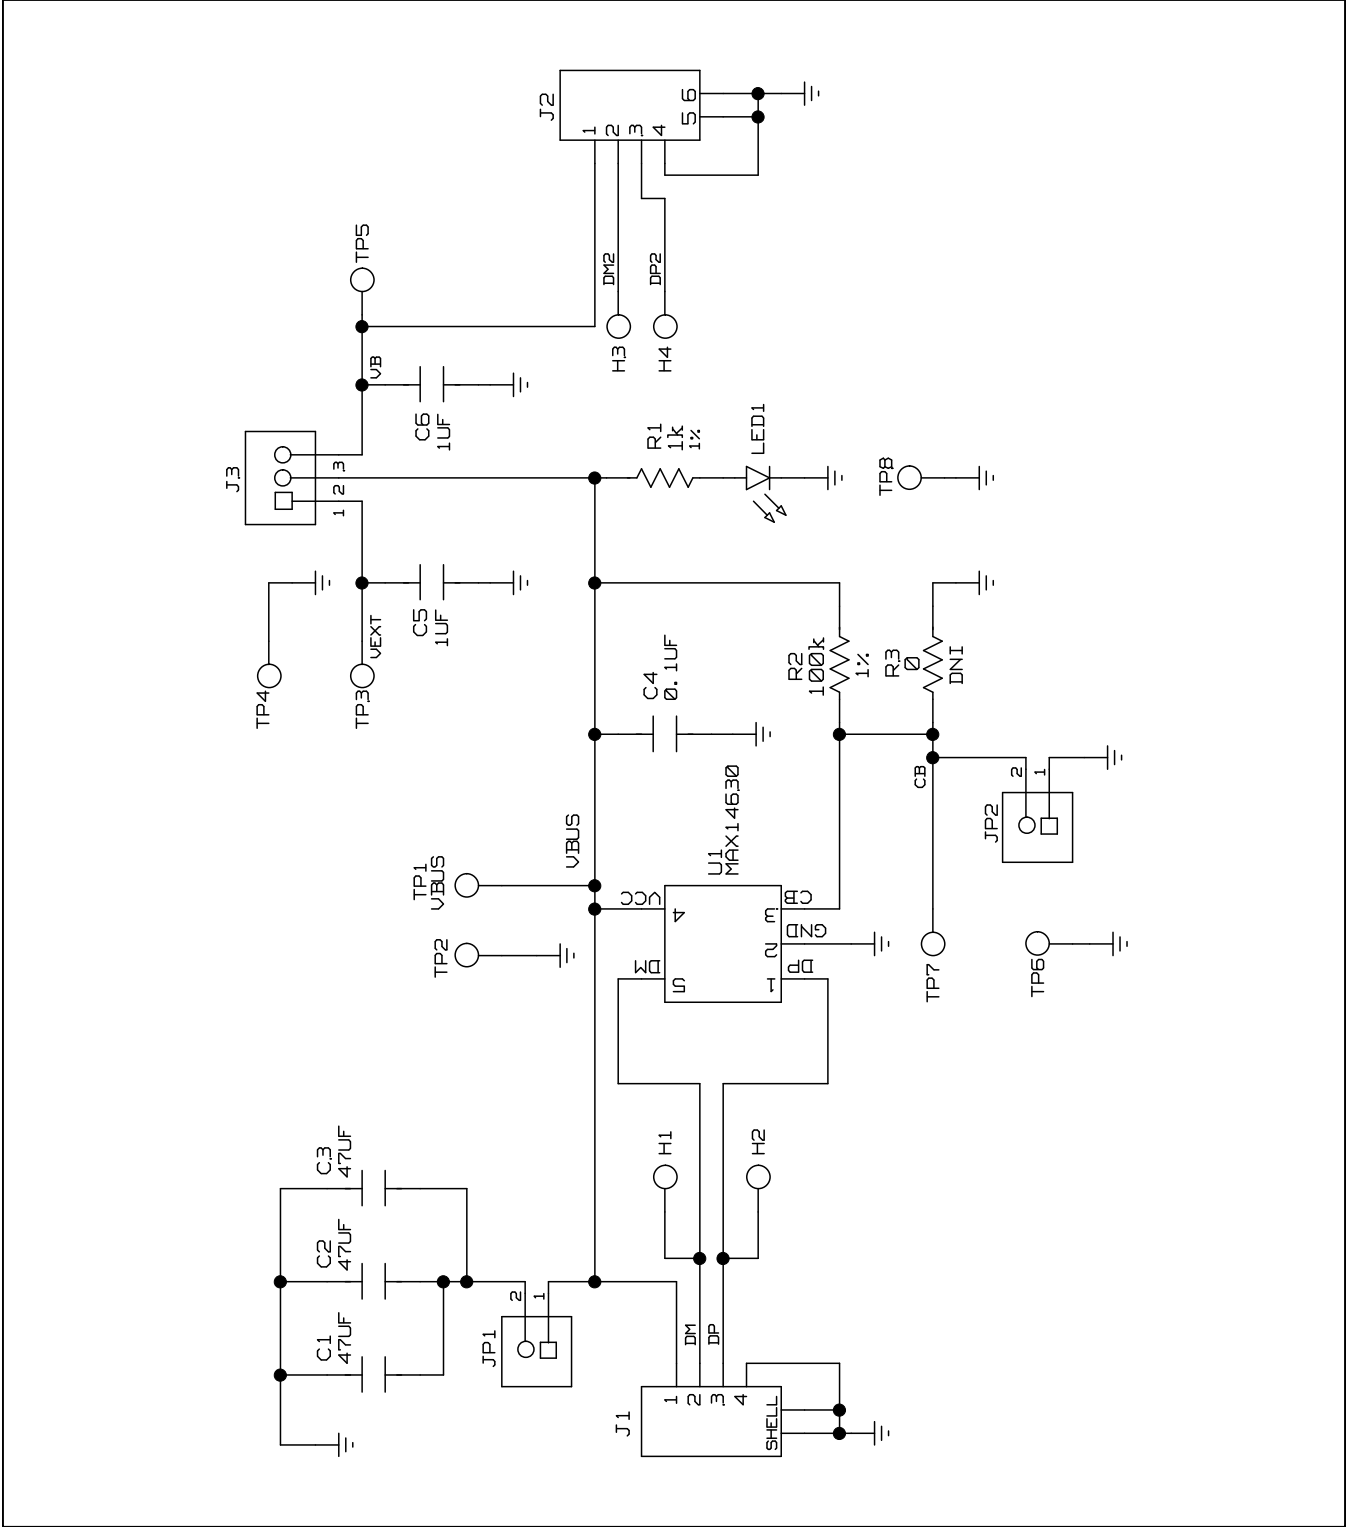 J2
1
2
3
4
5
6
TP5
DM2
DP2
H3
H4
VB
C6
1UF
J3
1
2
3
R1
1k
1%
LED1
TP8
TP4
TP3
VEXT
C5
1UF
C4
0.1UF
R2
100k
1%
R3
0
DNI
CB
2
1
JP2
U1
MAX14630
VBUS
TP1
VBUS
TP2
VCC
4
DM
5
CB
3
GND
2
DP
1
TP7
TP6
C3
47UF
C2
47UF
C1
47UF
H1
H2
JP1
2
1
DM
DP
J1
1
2
3
4
SHELL